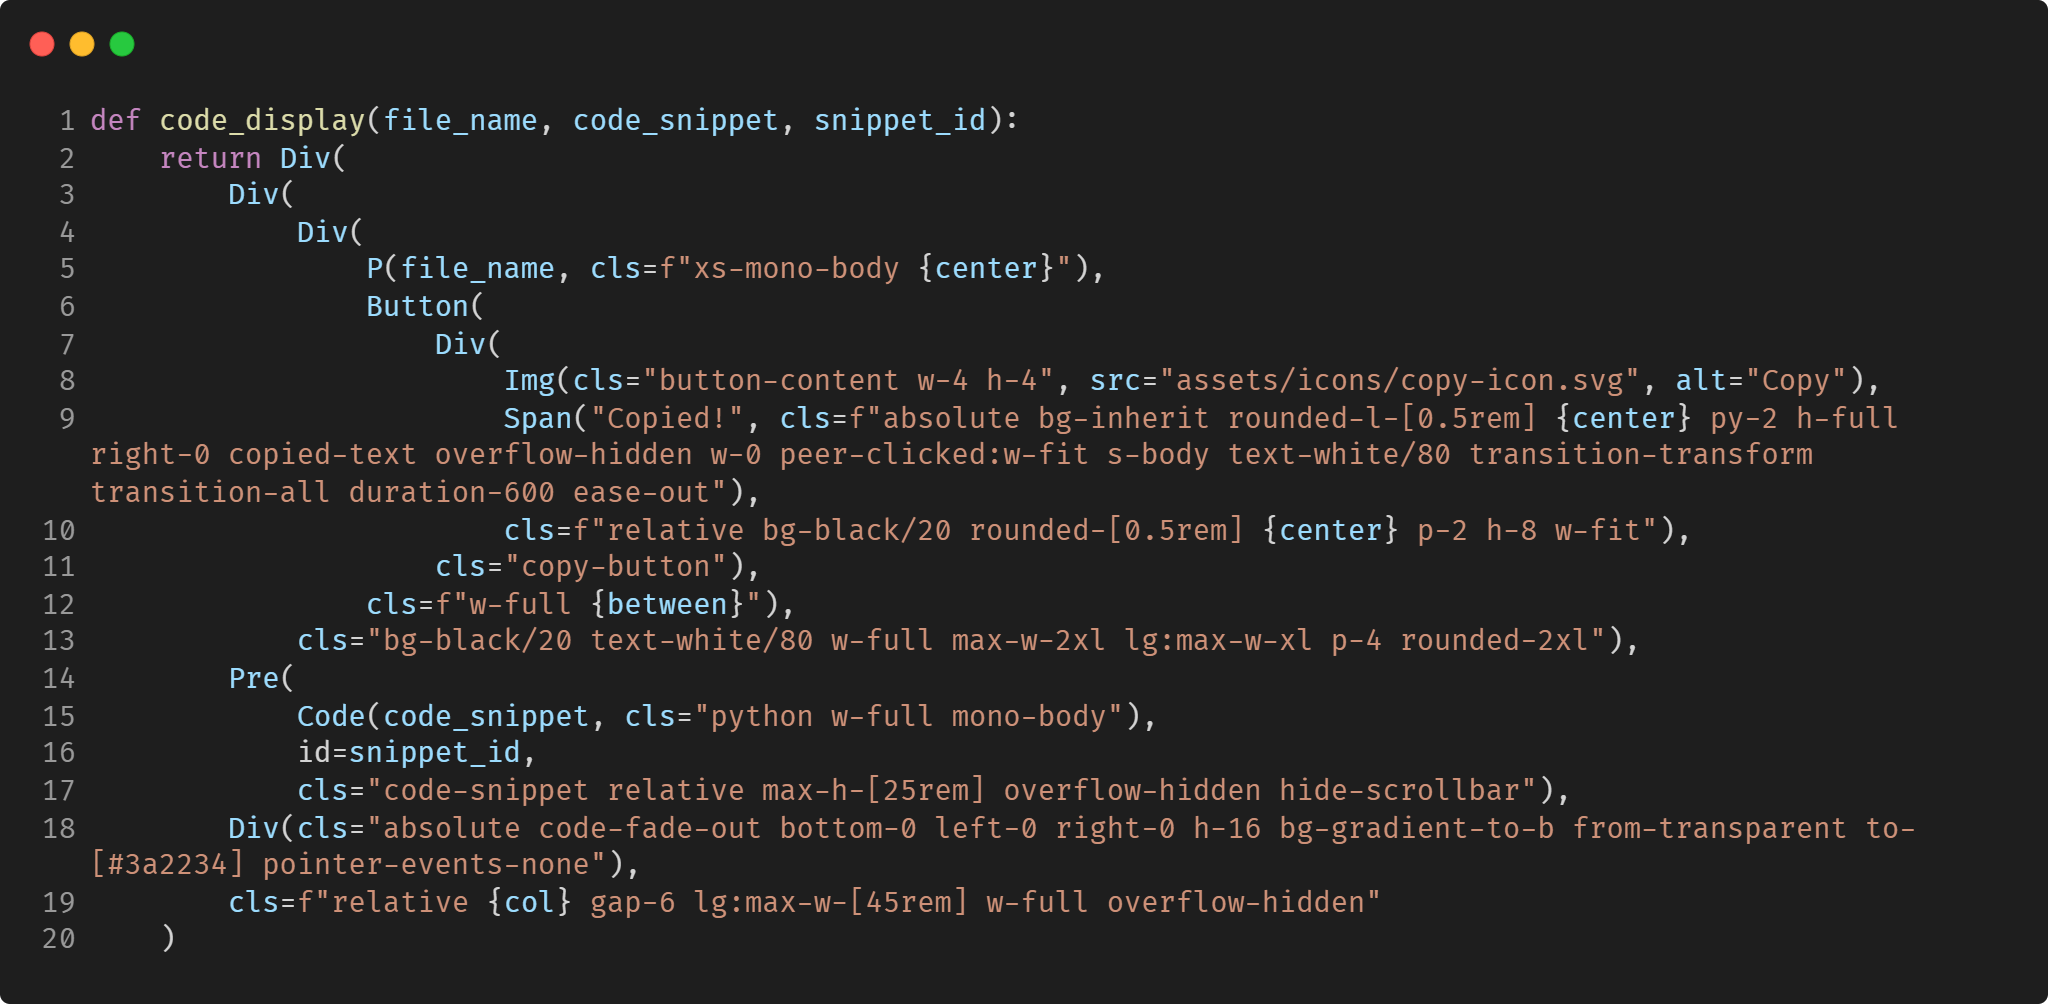 1 def code_display(file_name, code_snippet, snippet_id):
2     return Div(
3         Div(
4             Div(
5                 P(file_name, cls=f"xs-mono-body {center}"),
6                 Button(
7                     Div(
8                         Img(cls="button-content w-4 h-4", src="assets/icons/copy-icon.svg", alt="Copy"),
9                         Span("Copied!", cls=f"absolute bg-inherit rounded-l-[0.5rem] {center} py-2 h-full
right-0 copied-text overflow-hidden w-0 peer-clicked:w-fit s-body text-white/80 transition-transform
transition-all duration-600 ease-out"),
10                         cls=f"relative bg-black/20 rounded-[0.5rem] {center} p-2 h-8 w-fit"),
11                     cls="copy-button"),
12                 cls=f"w-full {between}"),
13             cls="bg-black/20 text-white/80 w-full max-w-2xl lg:max-w-xl p-4 rounded-2xl"),
14         Pre(
15             Code(code_snippet, cls="python w-full mono-body"),
16             id=snippet_id,
17             cls="code-snippet relative max-h-[25rem] overflow-hidden hide-scrollbar"),
18         Div(cls="absolute code-fade-out bottom-0 left-0 right-0 h-16 bg-gradient-to-b from-transparent to-
[#3a2234] pointer-events-none"),
19         cls=f"relative {col} gap-6 lg:max-w-[45rem] w-full overflow-hidden"
20     )